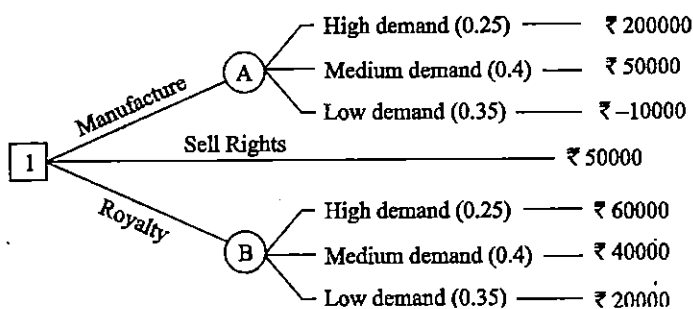 High demand (0.25) ₹ 200000
A Medium demand (0.4) ₹ 50000
Manufacture
Low demand (0.35) ₹ –10000
Sell Rights
1 ₹ 50000
Royalty
High demand (0.25) ₹ 60000
B Medium demand (0.4) ₹ 40000
Low demand (0.35) ₹ 20000